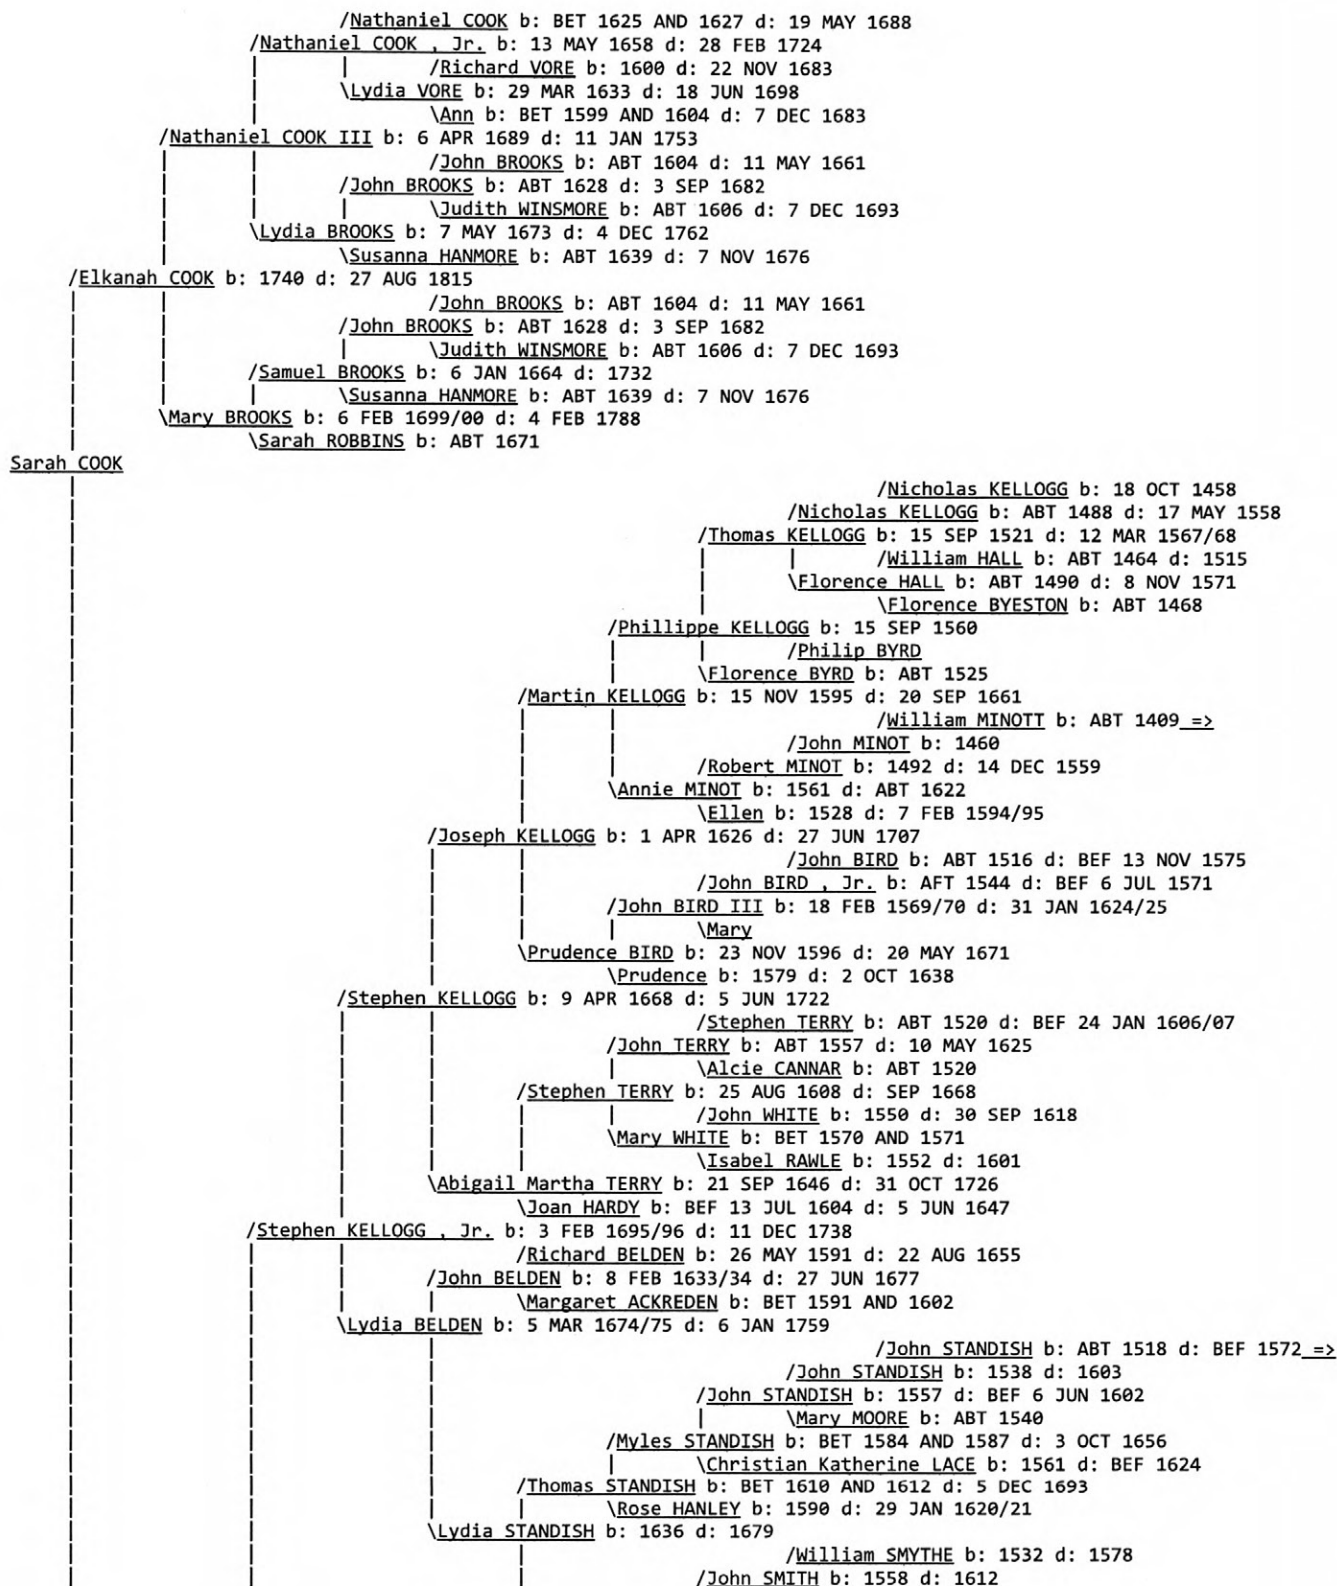 /Nathaniel COOK b: BET 1625 AND 1627 d: 19 MAY 1688
/Nathaniel COOK , Jr. b: 13 MAY 1658 d: 28 FEB 1724
| | /Richard VORE b: 1600 d: 22 NOV 1683
| \Lydia VORE b: 29 MAR 1633 d: 18 JUN 1698
| \Ann b: BET 1599 AND 1604 d: 7 DEC 1683
/Nathaniel COOK III b: 6 APR 1689 d: 11 JAN 1753
| | /John BROOKS b: ABT 1604 d: 11 MAY 1661
| | /John BROOKS b: ABT 1628 d: 3 SEP 1682
| | | \Judith WINSMORE b: ABT 1606 d: 7 DEC 1693
| \Lydia BROOKS b: 7 MAY 1673 d: 4 DEC 1762
| \Susanna HANMORE b: ABT 1639 d: 7 NOV 1676
/Elkanah COOK b: 1740 d: 27 AUG 1815
| | /John BROOKS b: ABT 1604 d: 11 MAY 1661
| | /John BROOKS b: ABT 1628 d: 3 SEP 1682
| | | \Judith WINSMORE b: ABT 1606 d: 7 DEC 1693
| | /Samuel BROOKS b: 6 JAN 1664 d: 1732
| | | \Susanna HANMORE b: ABT 1639 d: 7 NOV 1676
| \Mary BROOKS b: 6 FEB 1699/00 d: 4 FEB 1788
| \Sarah ROBBINS b: ABT 1671
Sarah COOK
| /Nicholas KELLOGG b: 18 OCT 1458
| /Nicholas KELLOGG b: ABT 1488 d: 17 MAY 1558
| /Thomas KELLOGG b: 15 SEP 1521 d: 12 MAR 1567/68
| | | /William HALL b: ABT 1464 d: 1515
| | \Florence HALL b: ABT 1490 d: 8 NOV 1571
| | \Florence BYESTON b: ABT 1468
| /Phillippe KELLOGG b: 15 SEP 1560
| | | /Philip BYRD
| | \Florence BYRD b: ABT 1525
| /Martin KELLOGG b: 15 NOV 1595 d: 20 SEP 1661
| | | /William MINOTT b: ABT 1409 =>
| | | /John MINOT b: 1460
| | | /Robert MINOT b: 1492 d: 14 DEC 1559
| | \Annie MINOT b: 1561 d: ABT 1622
| | \Ellen b: 1528 d: 7 FEB 1594/95
| /Joseph KELLOGG b: 1 APR 1626 d: 27 JUN 1707
| | | /John BIRD b: ABT 1516 d: BEF 13 NOV 1575
| | | /John BIRD , Jr. b: AFT 1544 d: BEF 6 JUL 1571
| | | /John BIRD III b: 18 FEB 1569/70 d: 31 JAN 1624/25
| | | | \Mary
| | \Prudence BIRD b: 23 NOV 1596 d: 20 MAY 1671
| | \Prudence b: 1579 d: 2 OCT 1638
| /Stephen KELLOGG b: 9 APR 1668 d: 5 JUN 1722
| | | /Stephen TERRY b: ABT 1520 d: BEF 24 JAN 1606/07
| | | /John TERRY b: ABT 1557 d: 10 MAY 1625
| | | | \Alcie CANNAR b: ABT 1520
| | | /Stephen TERRY b: 25 AUG 1608 d: SEP 1668
| | | | | /John WHITE b: 1550 d: 30 SEP 1618
| | | | \Mary WHITE b: BET 1570 AND 1571
| | | | \Isabel RAWLE b: 1552 d: 1601
| | \Abigail Martha TERRY b: 21 SEP 1646 d: 31 OCT 1726
| | \Joan HARDY b: BEF 13 JUL 1604 d: 5 JUN 1647
| /Stephen KELLOGG , Jr. b: 3 FEB 1695/96 d: 11 DEC 1738
| | | /Richard BELDEN b: 26 MAY 1591 d: 22 AUG 1655
| | | /John BELDEN b: 8 FEB 1633/34 d: 27 JUN 1677
| | | | \Margaret ACKREDEN b: BET 1591 AND 1602
| | \Lydia BELDEN b: 5 MAR 1674/75 d: 6 JAN 1759
| | | /John STANDISH b: ABT 1518 d: BEF 1572 =>
| | | /John STANDISH b: 1538 d: 1603
| | | /John STANDISH b: 1557 d: BEF 6 JUN 1602
| | | | \Mary MOORE b: ABT 1540
| | | /Myles STANDISH b: BET 1584 AND 1587 d: 3 OCT 1656
| | | | \Christian Katherine LACE b: 1561 d: BEF 1624
| | | /Thomas STANDISH b: BET 1610 AND 1612 d: 5 DEC 1693
| | | | \Rose HANLEY b: 1590 d: 29 JAN 1620/21
| | \Lydia STANDISH b: 1636 d: 1679
| | | /William SMYTHE b: 1532 d: 1578
| | | /John SMITH b: 1558 d: 1612